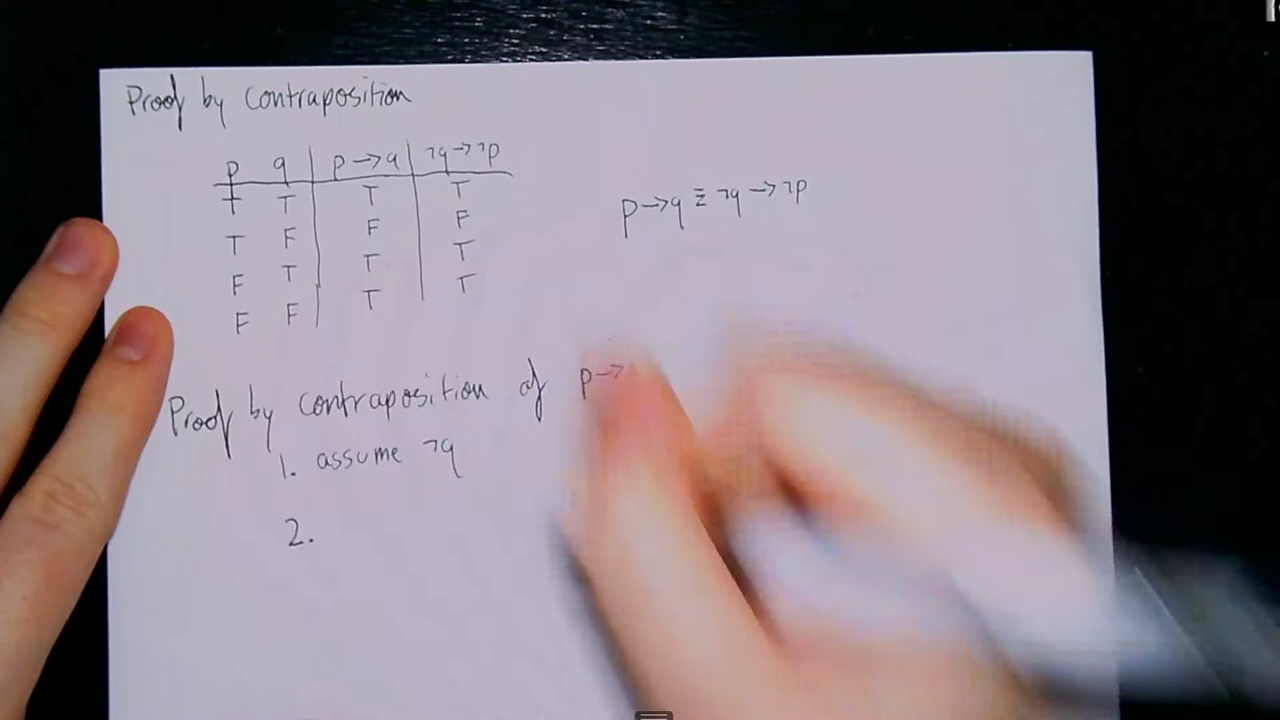 Proof by Contraposition
p q p → q ¬q → ¬p
T T T T
T F F F
F T T T
F F T T
p → q ≡ ¬q → ¬p
Proof by contraposition of p →
1. assume ¬q
2.